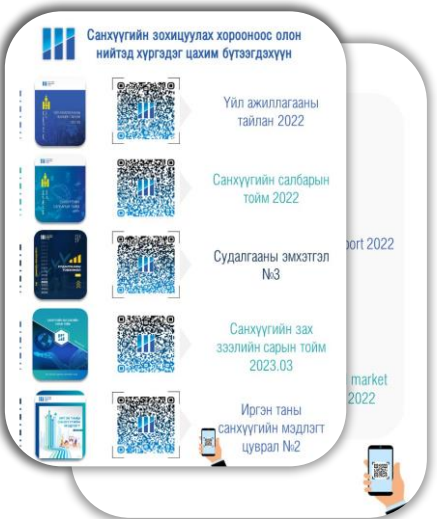 Санхүүгийн зохицуулах хорооноос олон
нийтэд хүргэдэг цахим бүтээгдэхүүн
Үйл ажиллагааны
тайлан 2022
Санхүүгийн салбарын
тойм 2022
Судалгааны эмхэтгэл
№3
Санхүүгийн зах
зээлийн сарын тойм
2023.03
Иргэн таны
санхүүгийн мэдлэгт
цуврал №2
port 2022
market
2022